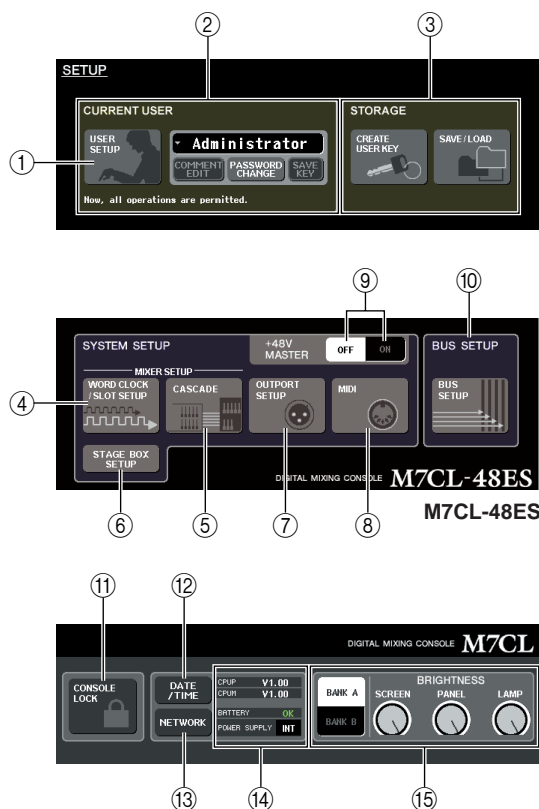 ② ③
SETUP
CURRENT USER
STORAGE
①
USER SETUP
Administrator
COMMENT EDIT
PASSWORD CHANGE
SAVE KEY
Now, all operations are permitted.
CREATE USER KEY
SAVE/LOAD
⑨ ⑩
SYSTEM SETUP
+48V MASTER
OFF
ON
BUS SETUP
MIXER SETUP
④
WORD CLOCK /SLOT SETUP
CASCADE
OUTPORT SETUP
MIDI
BUS SETUP
STAGE BOX SETUP
DIGITAL MIXING CONSOLE M7CL-48ES
M7CL-48ES
⑥ ⑤ ⑦ ⑧
⑪ ⑫
DIGITAL MIXING CONSOLE M7CL
CONSOLE LOCK
DATE /TIME
NETWORK
CPUP V1.00
CPUM V1.00
BATTERY OK
POWER SUPPLY INT
BANK A
BANK B
BRIGHTNESS
SCREEN
PANEL
LAMP
⑬ ⑭ ⑮